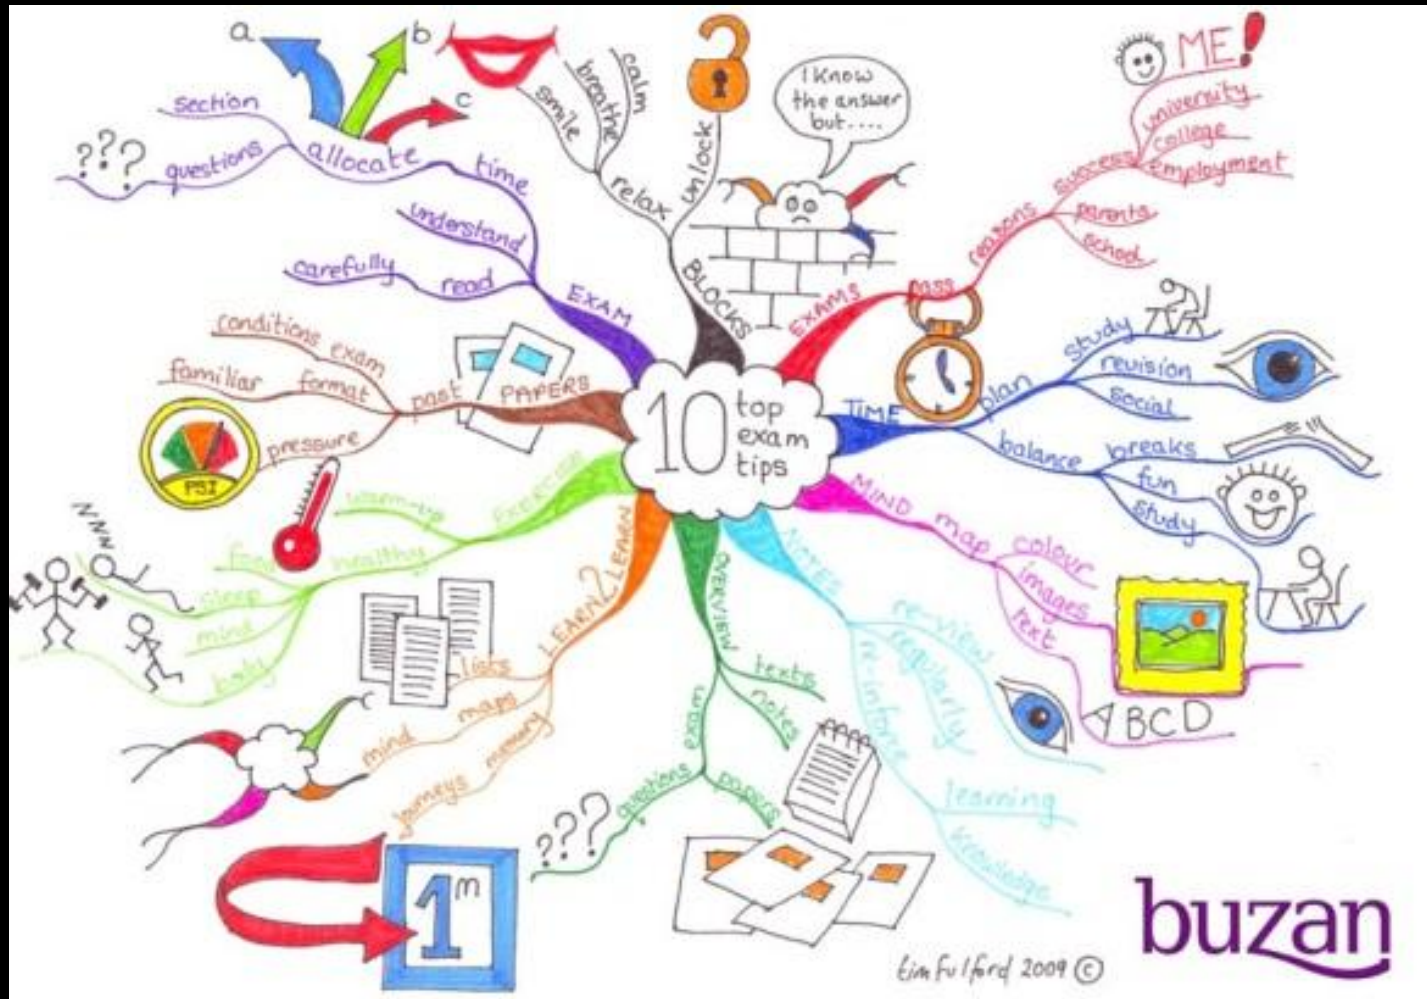 10 top
exam
tips
EXAMS
pass
reasons
success
ME!
university
college
employment
parents
school
TIME
plan
study
revision
social
balance
breaks
fun
study
MIND
map
colour
images
text
ABCD
NOTES
re-view
regularly
re-inforce
learning
knowledge
OVERVIEW
texts
notes
exam
papers
questions
???
LEARN 2 LEARN
lists
mind maps
memory
journeys
1m
EXERCISE
warm-up
healthy
food
sleep
mind
body
NNN
PAPERS
past
exam
conditions
format
familiar
pressure
PSI
EXAM
read
carefully
understand
time
allocate
a
b
c
section
questions
???
BLOCKS
relax
smile
breathe
calm
unlock
I know
the answer
but....
tim fulford 2009 ©
buzan